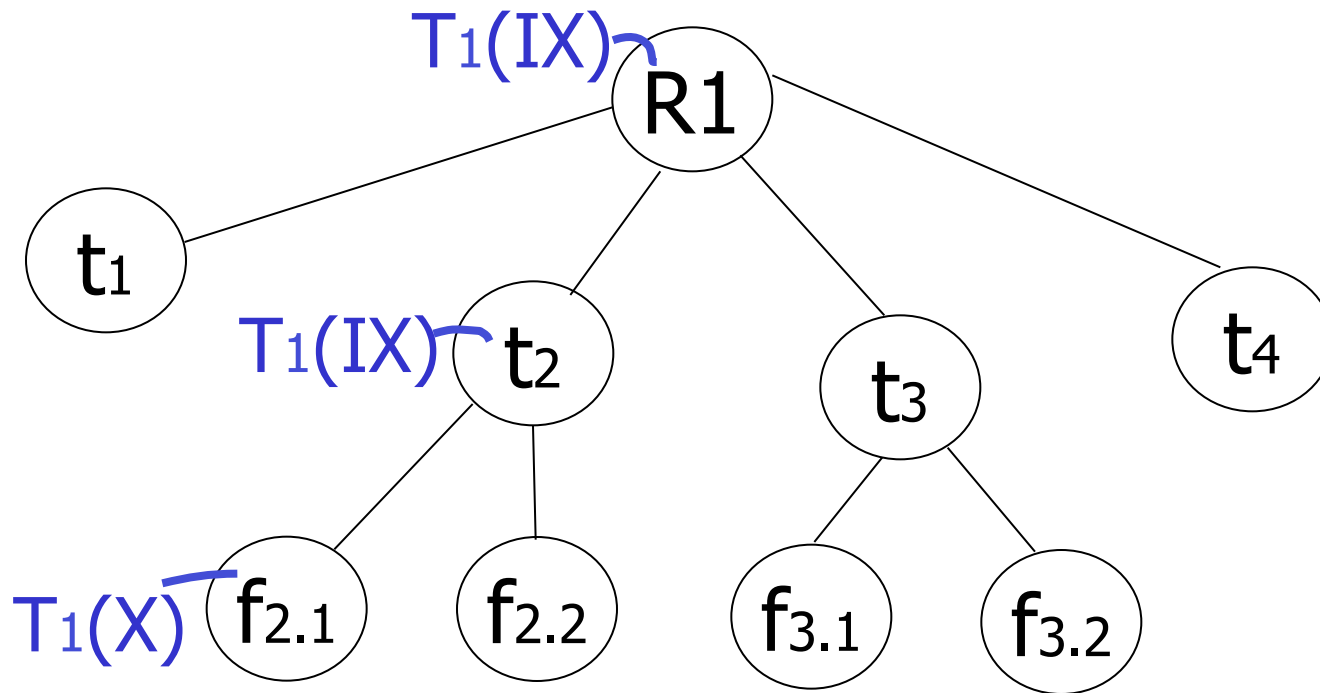 T1(IX)
R1
t1
T1(IX)
t2
t3
t4
T1(X)
f2.1
f2.2
f3.1
f3.2